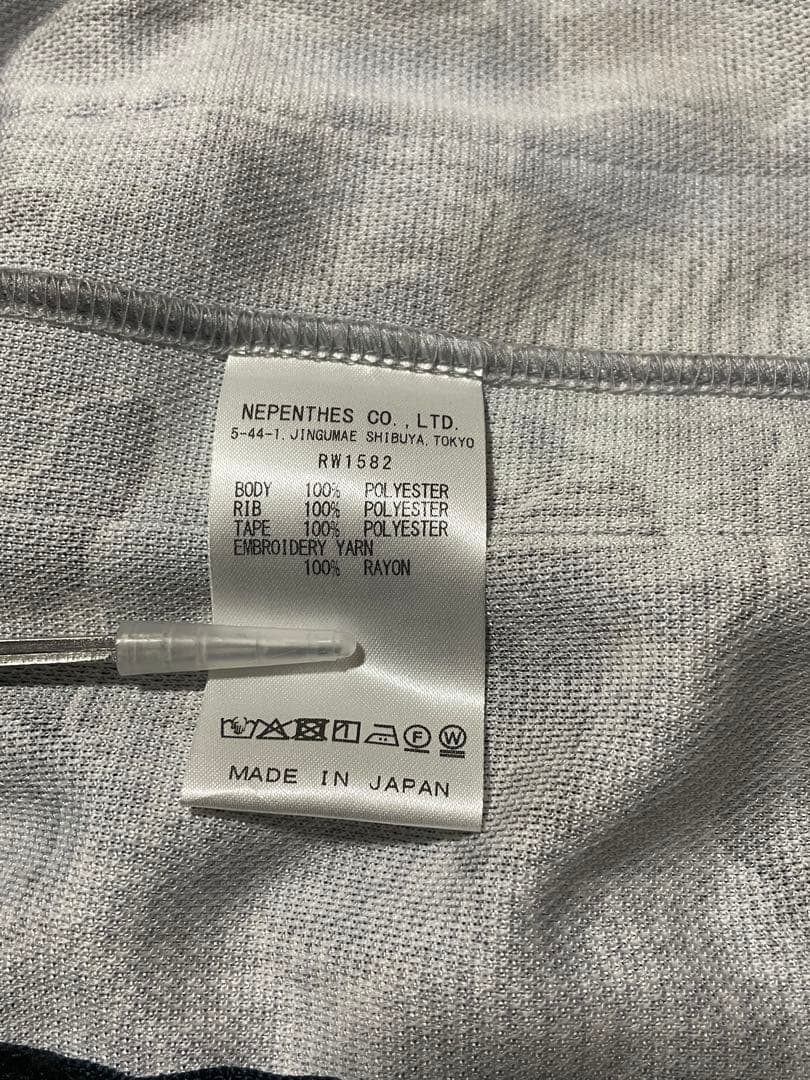 NEPENTHES CO.,LTD.
5-44-1, JINGUMAE SHIBUYA, TOKYO
RW1582
BODY 100% POLYESTER
RIB 100% POLYESTER
TAPE 100% POLYESTER
EMBROIDERY YARN
100% RAYON
F W
MADE IN JAPAN